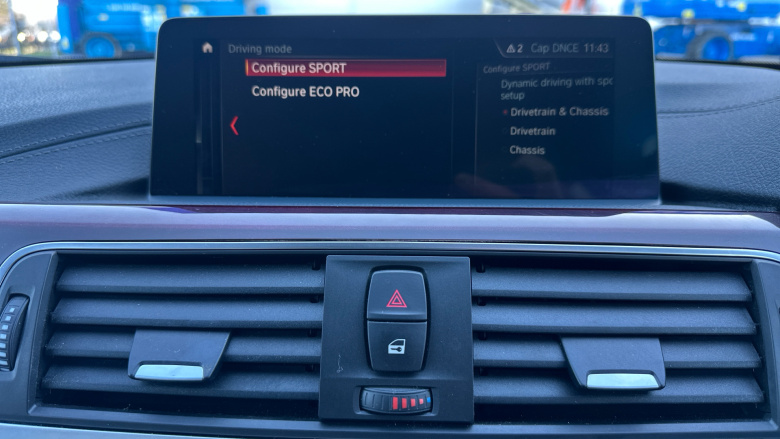 Driving mode
2 Cap DNCE 11:43
Configure SPORT
Configure ECO PRO
Configure SPORT
Dynamic driving with spo
setup
Drivetrain & Chassis
Drivetrain
Chassis